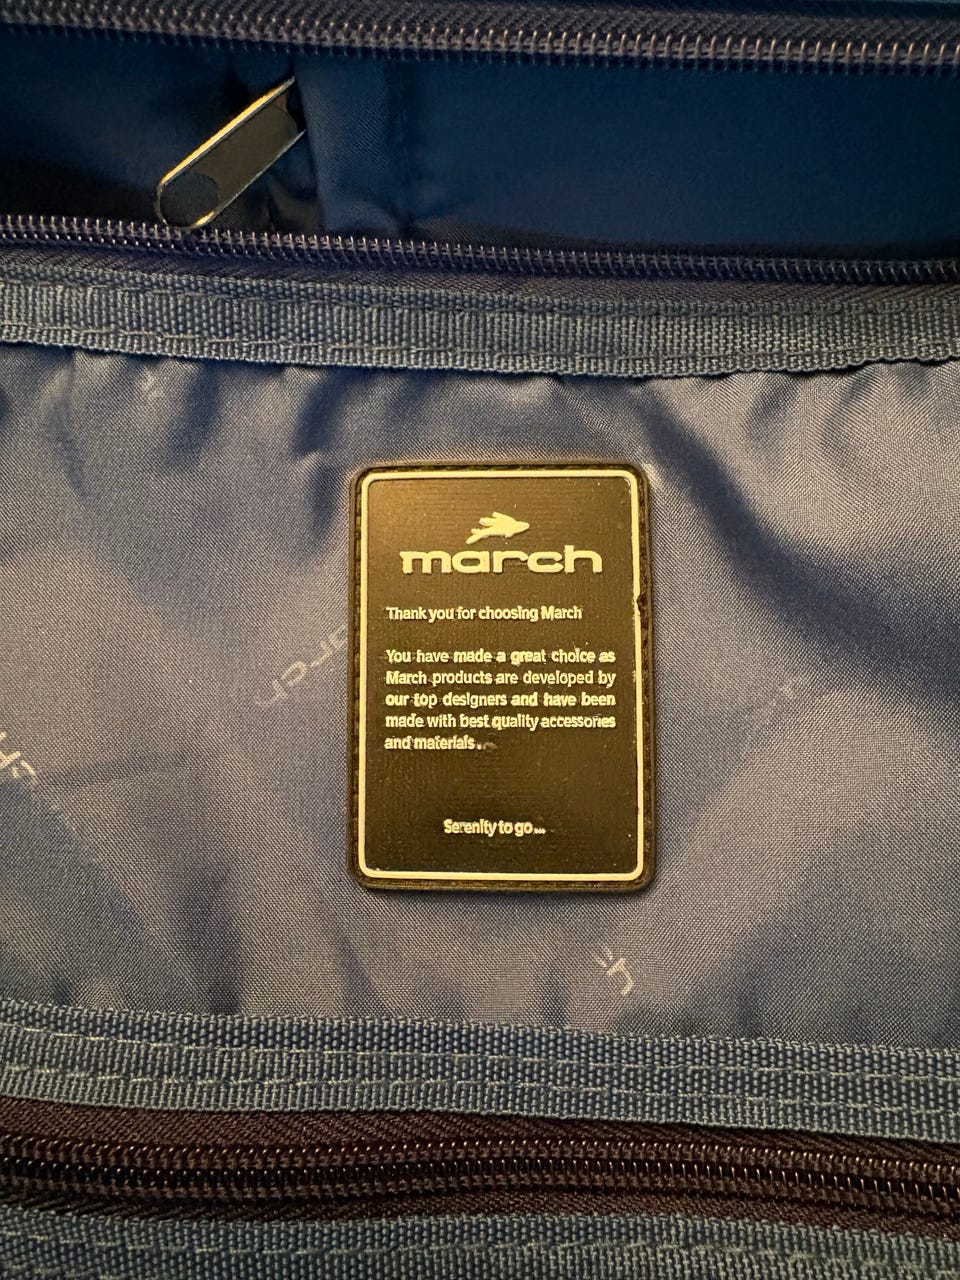 march
Thank you for choosing March
You have made a great choice as
March products are developed by
our top designers and have been
made with best quality accessories
and materials...
Serenity to go...